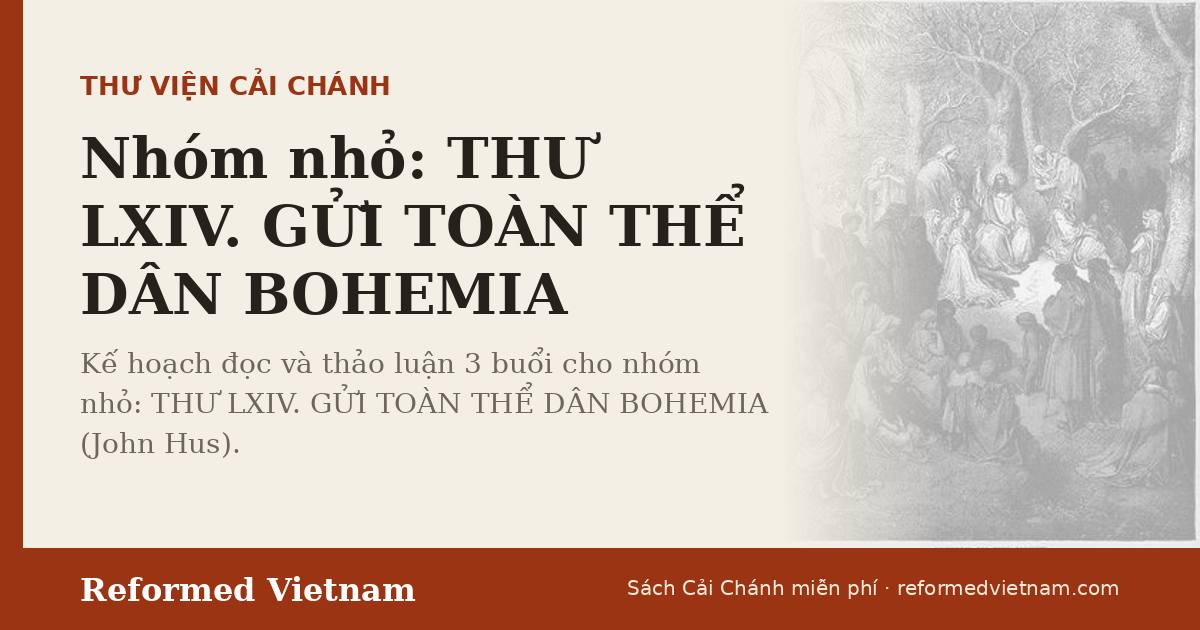 THƯ VIỆN CẢI CHÁNH
Nhóm nhỏ: THƯ
LXIV. GỬI TOÀN THỂ
DÂN BOHEMIA
Kế hoạch đọc và thảo luận 3 buổi cho nhóm
nhỏ: THƯ LXIV. GỬI TOÀN THỂ DÂN BOHEMIA
(John Hus).
Reformed Vietnam
Sách Cải Chánh miễn phí · reformedvietnam.com